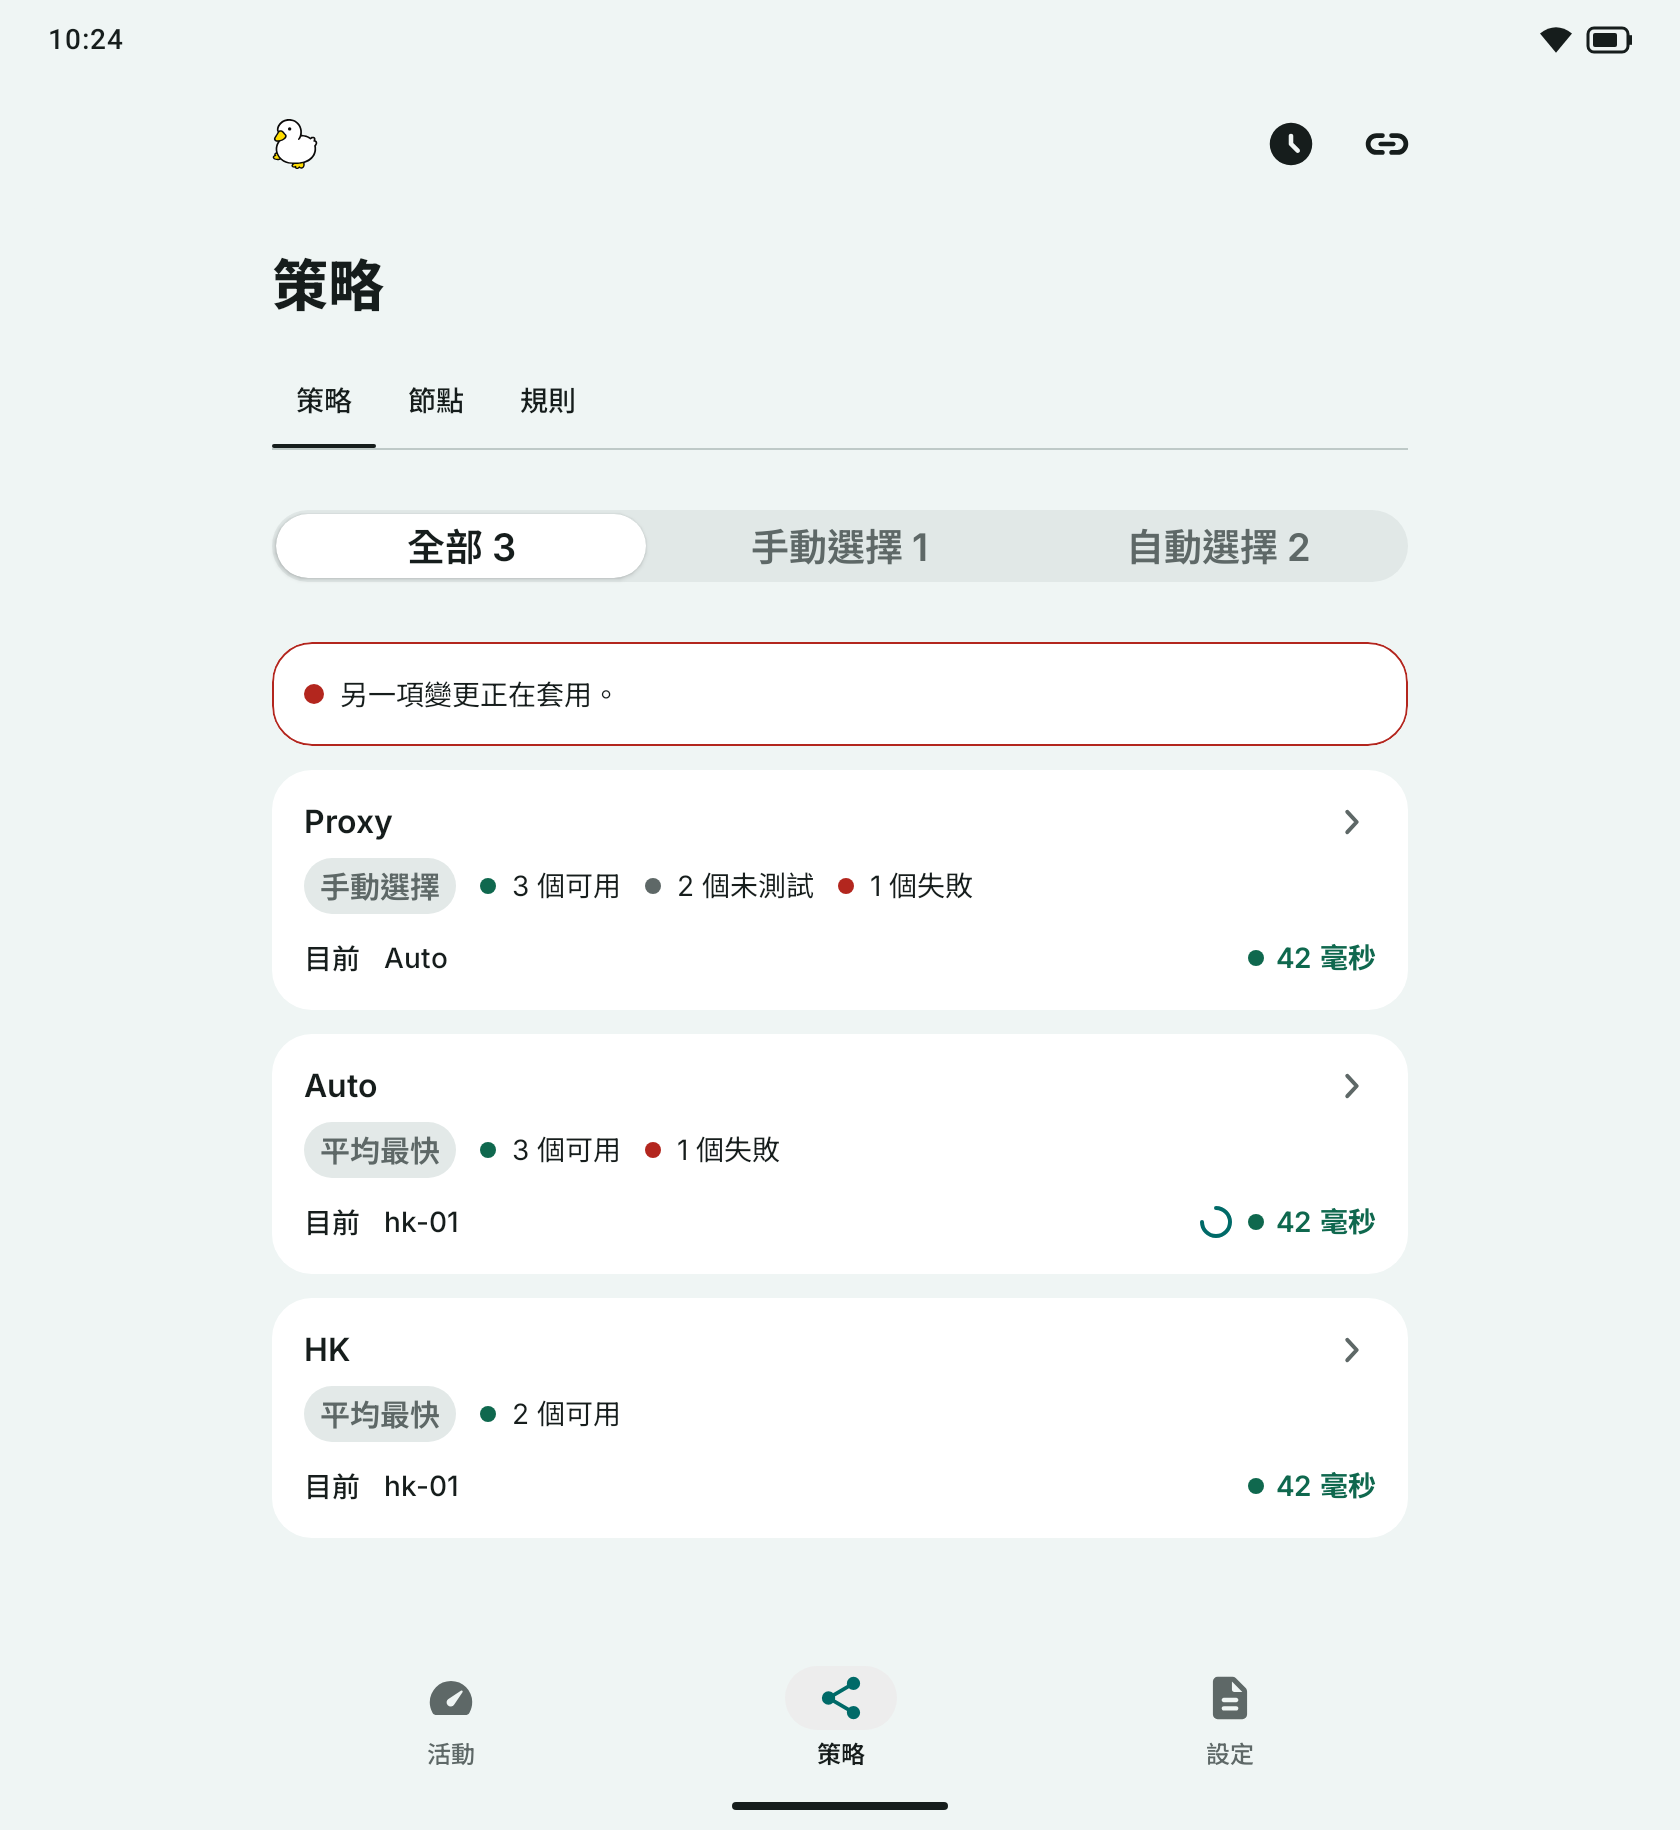 10:24
策略
策略 節點 規則
全部 3 手動選擇 1 自動選擇 2
另一項變更正在套用。
Proxy
手動選擇 3 個可用 2 個未測試 1 個失敗
目前 Auto 42 毫秒
Auto
平均最快 3 個可用 1 個失敗
目前 hk-01 42 毫秒
HK
平均最快 2 個可用
目前 hk-01 42 毫秒
活動 策略 設定